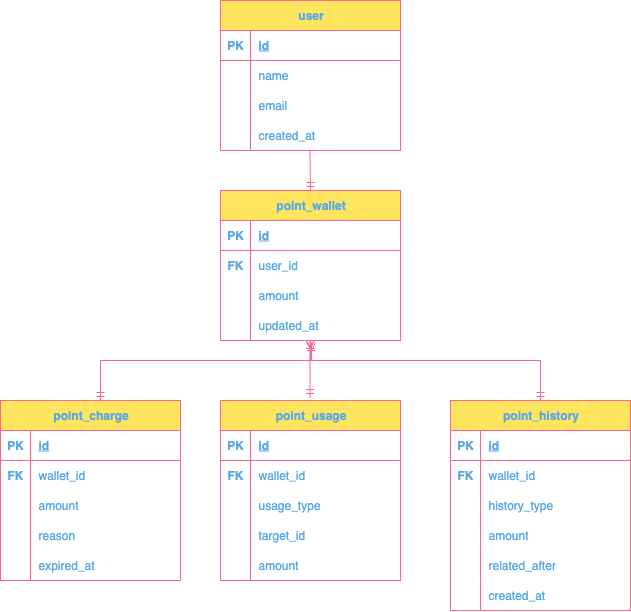 user
PK id
name
email
created_at
point_wallet
PK id
FK user_id
amount
updated_at
point_charge
PK id
FK wallet_id
amount
reason
expired_at
point_usage
PK id
FK wallet_id
usage_type
target_id
amount
point_history
PK id
FK wallet_id
history_type
amount
related_after
created_at